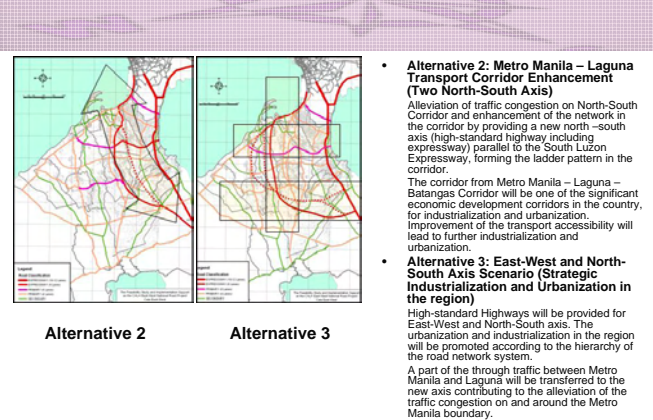 • Alternative 2: Metro Manila – Laguna
Transport Corridor Enhancement
(Two North-South Axis)
Alleviation of traffic congestion on North-South
Corridor and enhancement of the network in
the corridor by providing a new north –south
axis (high-standard highway including
expressway) parallel to the South Luzon
Expressway, forming the ladder pattern in the
corridor.
The corridor from Metro Manila – Laguna –
Batangas Corridor will be one of the significant
economic development corridors in the country,
for industrialization and urbanization.
Improvement of the transport accessibility will
lead to further industrialization and
urbanization.
• Alternative 3: East-West and North-
South Axis Scenario (Strategic
Industrialization and Urbanization in
the region)
High-standard Highways will be provided for
East-West and North-South axis. The
urbanization and industrialization in the region
will be promoted according to the hierarchy of
the road network system.
A part of the through traffic between Metro
Manila and Laguna will be transferred to the
new axis contributing to the alleviation of the
traffic congestion on and around the Metro
Manila boundary.
Legend
Road Classification
Legend
Road Classification
Alternative 2
Alternative 3